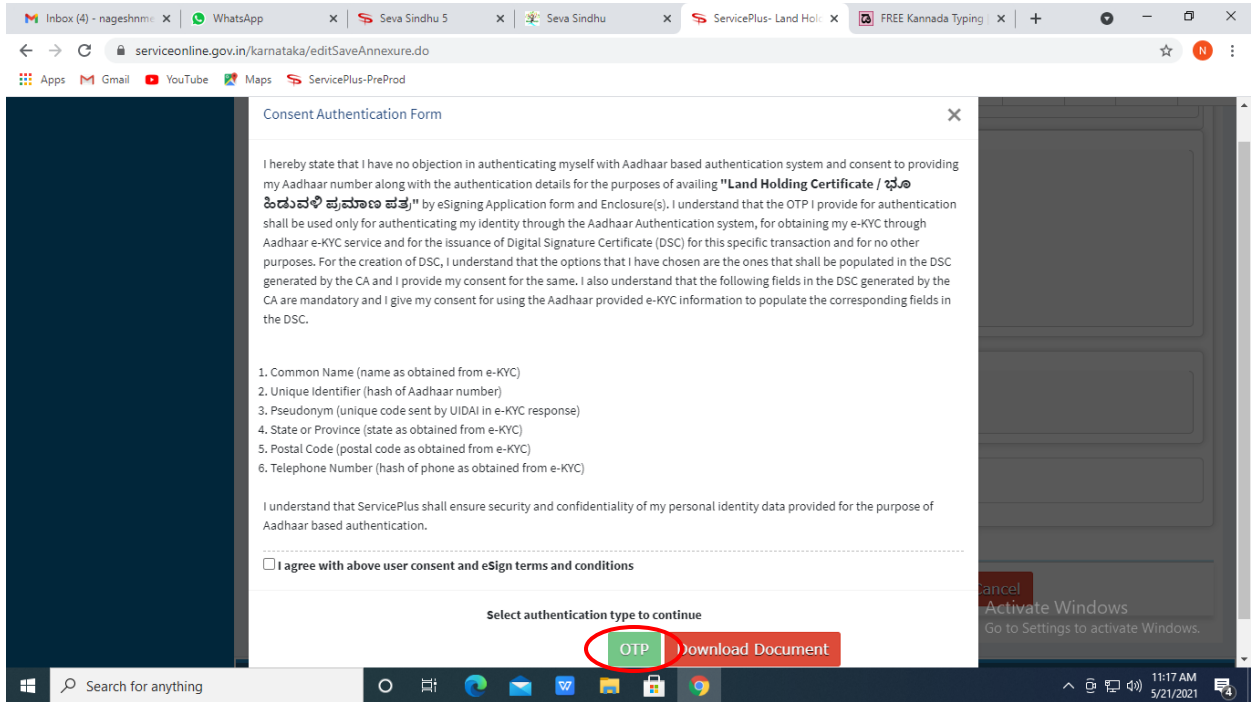 Inbox (4) - nageshnme
WhatsApp
Seva Sindhu 5
Seva Sindhu
ServicePlus- Land Hol
FREE Kannada Typing
serviceonline.gov.in/karnataka/editSaveAnnexure.do
N
Apps
Gmail
YouTube
Maps
ServicePlus-PreProd
Consent Authentication Form
I hereby state that I have no objection in authenticating myself with Aadhaar based authentication system and consent to providing
my Aadhaar number along with the authentication details for the purposes of availing "Land Holding Certificate / ಭೂ
ಹಿಡುವಳಿ ಪ್ರಮಾಣ ಪತ್ರ" by eSigning Application form and Enclosure(s). I understand that the OTP I provide for authentication
shall be used only for authenticating my identity through the Aadhaar Authentication system, for obtaining my e-KYC through
Aadhaar e-KYC service and for the issuance of Digital Signature Certificate (DSC) for this specific transaction and for no other
purposes. For the creation of DSC, I understand that the options that I have chosen are the ones that shall be populated in the DSC
generated by the CA and I provide my consent for the same. I also understand that the following fields in the DSC generated by the
CA are mandatory and I give my consent for using the Aadhaar provided e-KYC information to populate the corresponding fields in
the DSC.
1. Common Name (name as obtained from e-KYC)
2. Unique Identifier (hash of Aadhaar number)
3. Pseudonym (unique code sent by UIDAI in e-KYC response)
4. State or Province (state as obtained from e-KYC)
5. Postal Code (postal code as obtained from e-KYC)
6. Telephone Number (hash of phone as obtained from e-KYC)
I understand that ServicePlus shall ensure security and confidentiality of my personal identity data provided for the purpose of
Aadhaar based authentication.
I agree with above user consent and eSign terms and conditions
Cancel
Select authentication type to continue
Activate Windows
Go to Settings to activate Windows.
OTP
Download Document
Search for anything
11:17 AM
5/21/2021
4